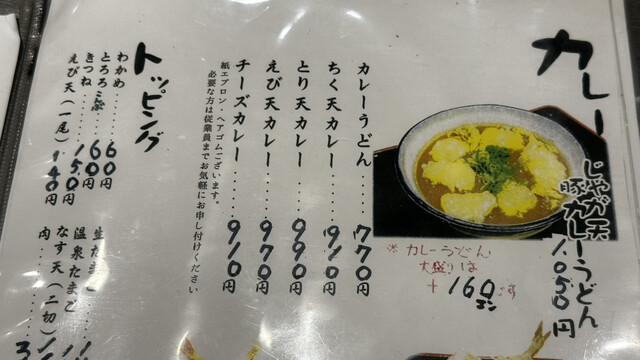 カレー
じゃが天
豚カレーうどん
1,050円
※カレーうどん
大盛りは
+160円です
カレーうどん......770円
ちく天カレー......910円
とり天カレー......990円
えび天カレー......970円
チーズカレー......910円
紙エプロン・ヘアゴムございます。
必要な方は従業員までお気軽にお申し付けください
トッピング
わかめ......60円
とろろこんぶ......60円
きつね......150円
えび天(一尾)......140円
生たまご
温泉たまご
なす天(二切)
肉